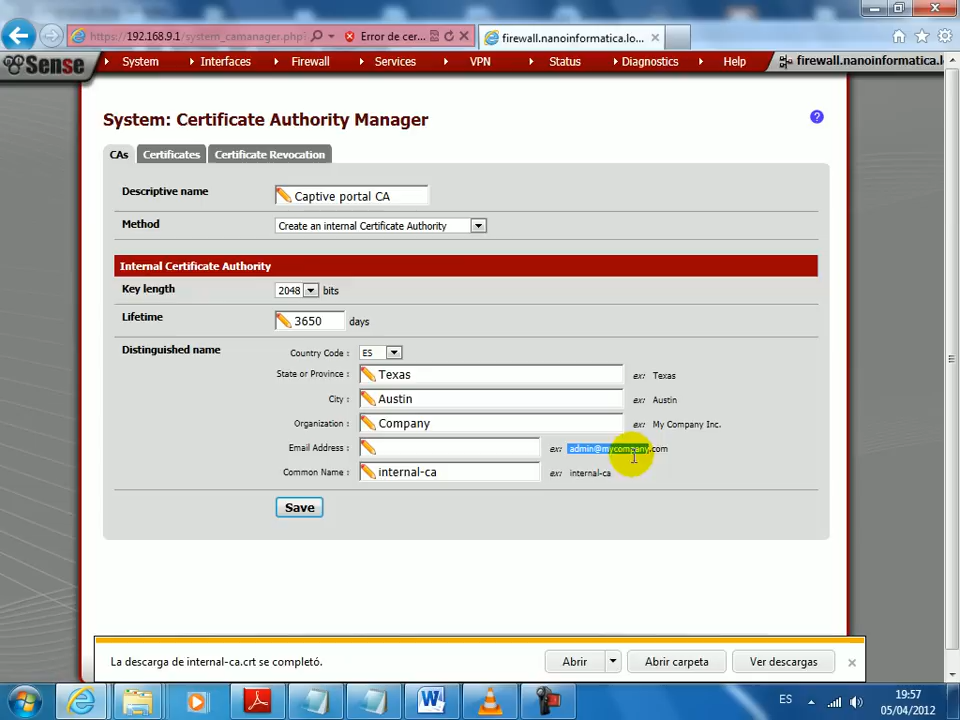 https://192.168.9.1/system_camanager.php?
Error de cer...
firewall.nanoinformatica.lo...
Sense
System
Interfaces
Firewall
Services
VPN
Status
Diagnostics
Help
firewall.nanoinformatica.l
System: Certificate Authority Manager
?
CAs
Certificates
Certificate Revocation
Descriptive name
Captive portal CA
Method
Create an internal Certificate Authority
Internal Certificate Authority
Key length
2048
bits
Lifetime
3650
days
Distinguished name
Country Code :
ES
State or Province :
Texas
ex: Texas
City :
Austin
ex: Austin
Organization :
Company
ex: My Company Inc.
Email Address :
ex: admin@mycompany.com
Common Name :
internal-ca
ex: internal-ca
Save
La descarga de internal-ca.crt se completó.
Abrir
Abrir carpeta
Ver descargas
ES
19:57
05/04/2012